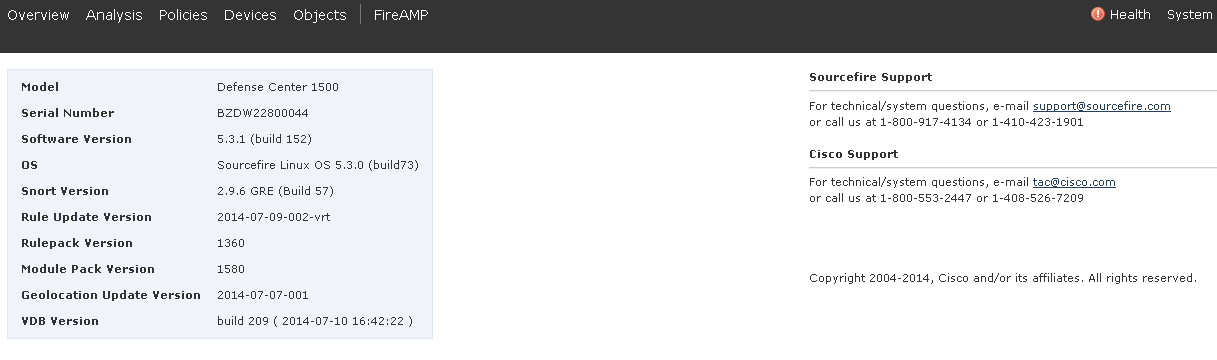 Overview Analysis Policies Devices Objects FireAMP Health System
Model Defense Center 1500
Serial Number BZDW22800044
Software Version 5.3.1 (build 152)
OS Sourcefire Linux OS 5.3.0 (build73)
Snort Version 2.9.6 GRE (Build 57)
Rule Update Version 2014-07-09-002-vrt
Rulepack Version 1360
Module Pack Version 1580
Geolocation Update Version 2014-07-07-001
VDB Version build 209 ( 2014-07-10 16:42:22 )
Sourcefire Support
For technical/system questions, e-mail support@sourcefire.com
or call us at 1-800-917-4134 or 1-410-423-1901
Cisco Support
For technical/system questions, e-mail tac@cisco.com
or call us at 1-800-553-2447 or 1-408-526-7209
Copyright 2004-2014, Cisco and/or its affiliates. All rights reserved.